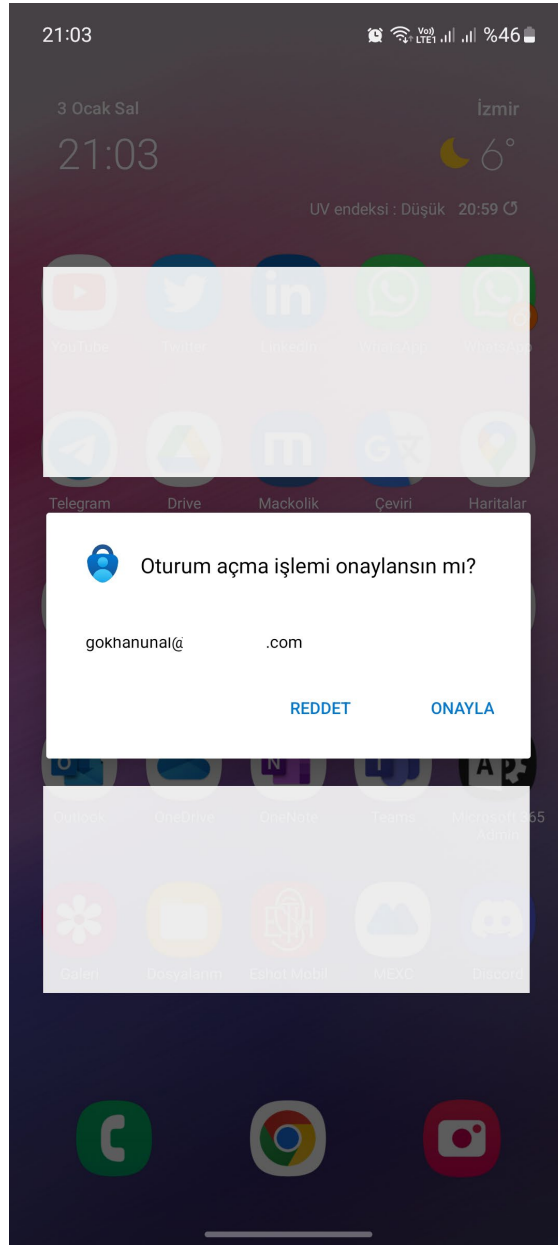 21:03
Vo)) LTE1 %46
3 Ocak Sal
İzmir
21:03
6°
UV endeksi : Düşük 20:59
YouTube Twitter LinkedIn WhatsApp WhatsApp
Telegram Drive Mackolik Çeviri Haritalar
Oturum açma işlemi onaylansın mı?
gokhanunal@ .com
REDDET ONAYLA
Outlook OneDrive OneNote Teams Microsoft 365
Admin
Galeri Dosyalarım Eshot Mobil MEXC Discord